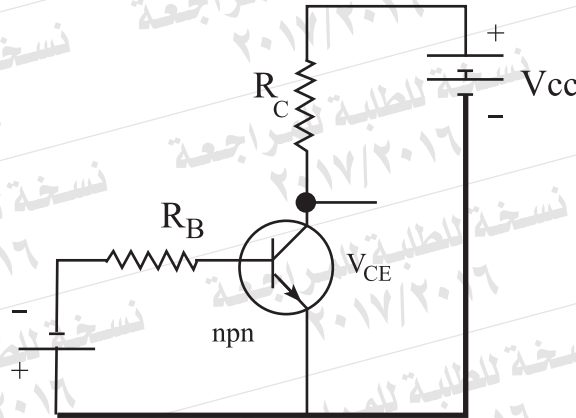 +
R_C
Vcc
-
R_B
V_CE
-
npn
+
نسخة للطلبة للمراجعة
٢٠١٧/٢٠١٦